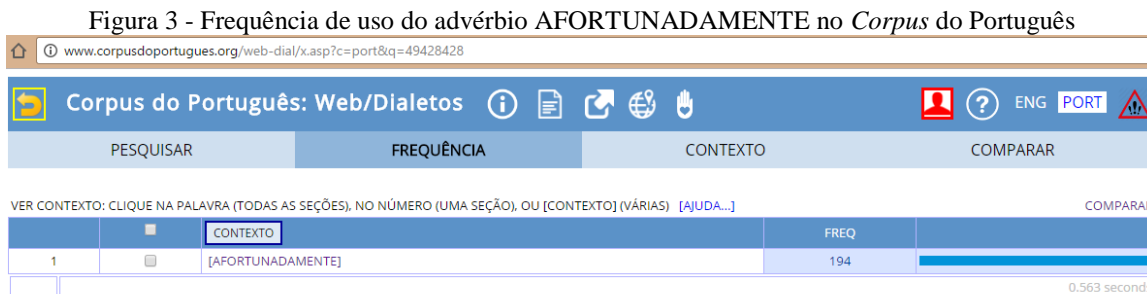 Figura 3 - Frequência de uso do advérbio AFORTUNADAMENTE no Corpus do Português
www.corpusdoportugues.org/web-dial/x.asp?c=port&q=49428428
Corpus do Português: Web/Dialetos ENG PORT
PESQUISAR FREQUÊNCIA CONTEXTO COMPARAR
VER CONTEXTO: CLIQUE NA PALAVRA (TODAS AS SEÇÕES), NO NÚMERO (UMA SEÇÃO), OU [CONTEXTO] (VÁRIAS) [AJUDA...] COMPARAR
CONTEXTO FREQ
1 [AFORTUNADAMENTE] 194
0.563 second